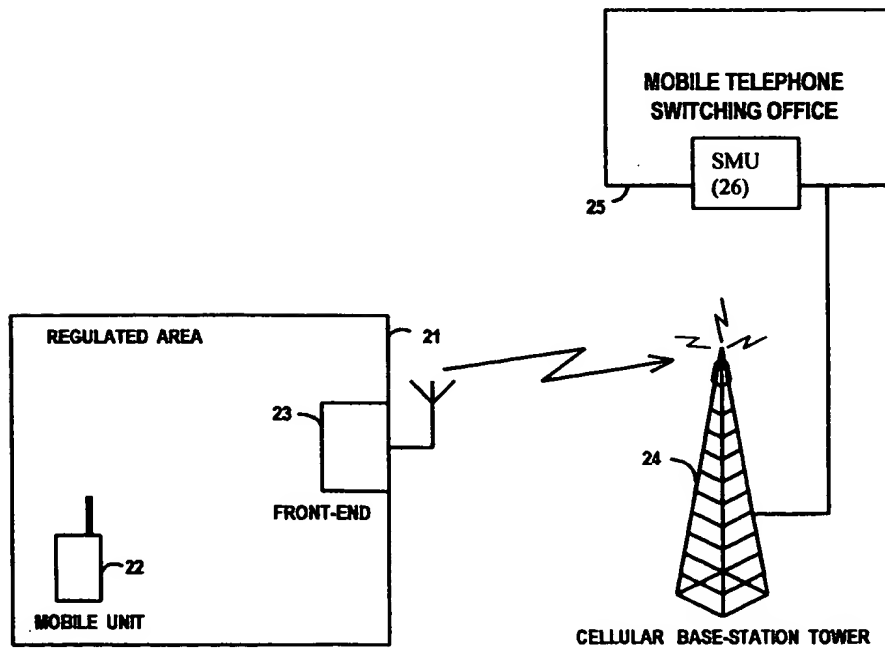 MOBILE TELEPHONE
SWITCHING OFFICE
SMU
(26)
25
REGULATED AREA
21
23
24
FRONT-END
22
MOBILE UNIT
CELLULAR BASE-STATION TOWER